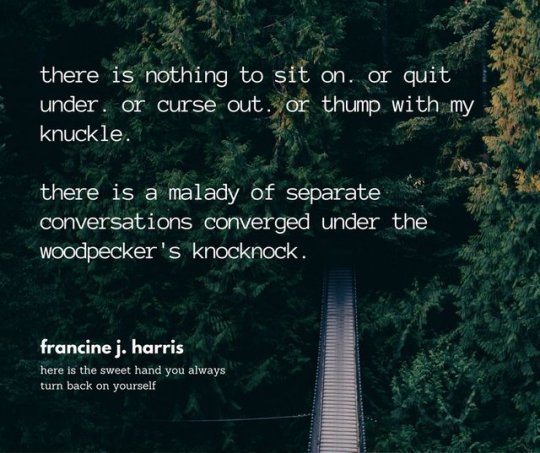 there is nothing to sit on. or quit
under. or curse out. or thump with my
knuckle.
there is a malady of separate
conversations converged under the
woodpecker's knocknock.
francine j. harris
here is the sweet hand you always
turn back on yourself